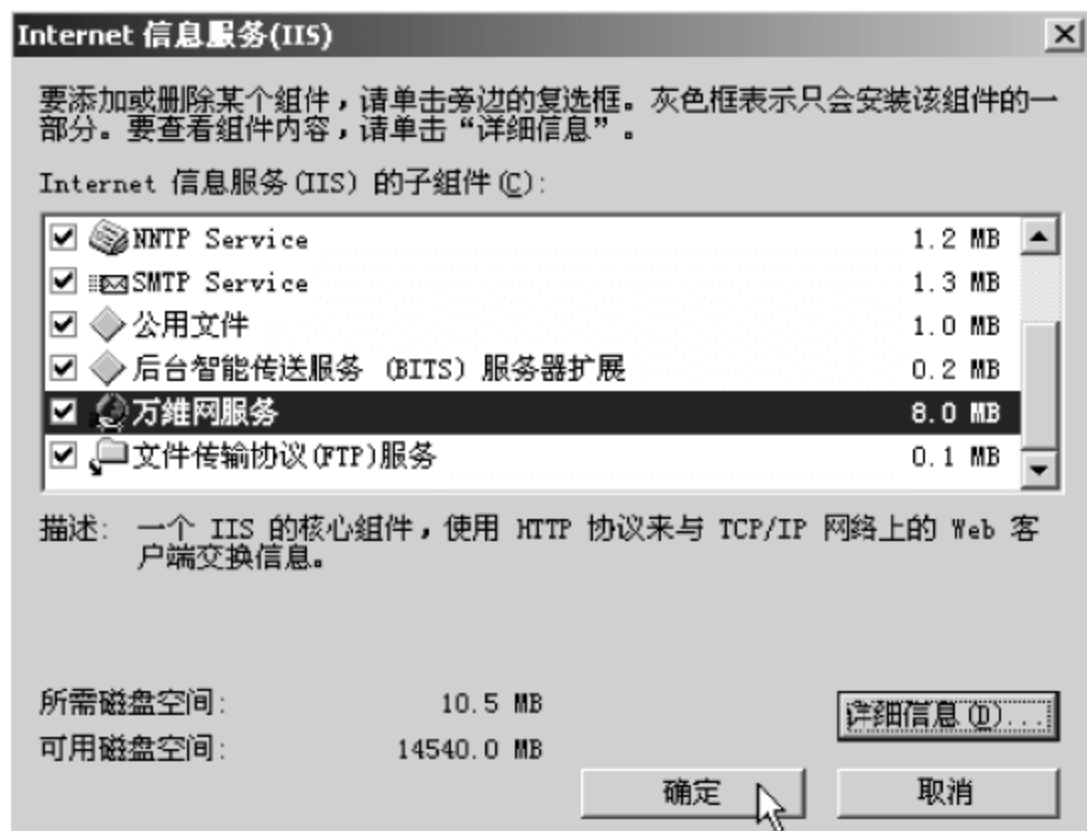 Internet 信息服务(IIS)
要添加或删除某个组件，请单击旁边的复选框。灰色框表示只会安装该组件的一
部分。要查看组件内容，请单击“详细信息”。
Internet 信息服务(IIS) 的子组件(C):
NNTP Service 1.2 MB
SMTP Service 1.3 MB
公用文件 1.0 MB
后台智能传送服务 (BITS) 服务器扩展 0.2 MB
万维网服务 8.0 MB
文件传输协议(FTP)服务 0.1 MB
描述: 一个 IIS 的核心组件，使用 HTTP 协议来与 TCP/IP 网络上的 Web 客
户端交换信息。
所需磁盘空间: 10.5 MB
详细信息(D)...
可用磁盘空间: 14540.0 MB
确定 取消